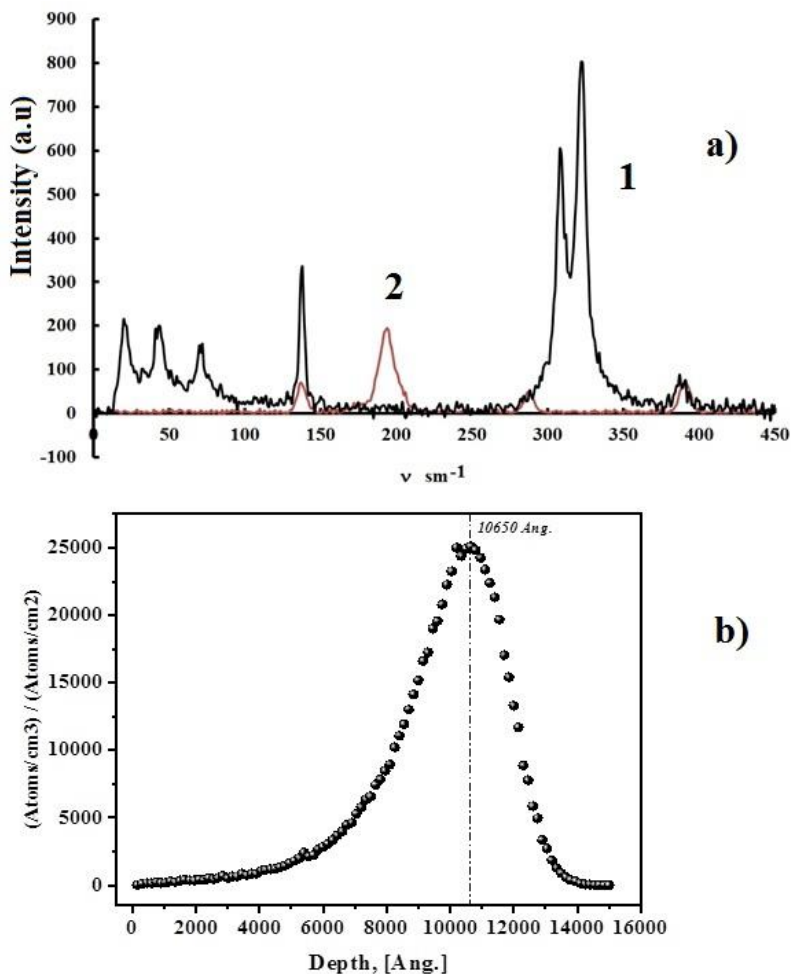 900
800
700
600
500
400
300
200
100
0
-100
Intensity (a.u)
a)
1
2
0 50 100 150 200 250 300 350 400 450
ν sm-1
25000
20000
15000
10000
5000
0
(Atoms/cm3) / (Atoms/cm2)
10650 Ang.
b)
0 2000 4000 6000 8000 10000 12000 14000 16000
Depth, [Ang.]